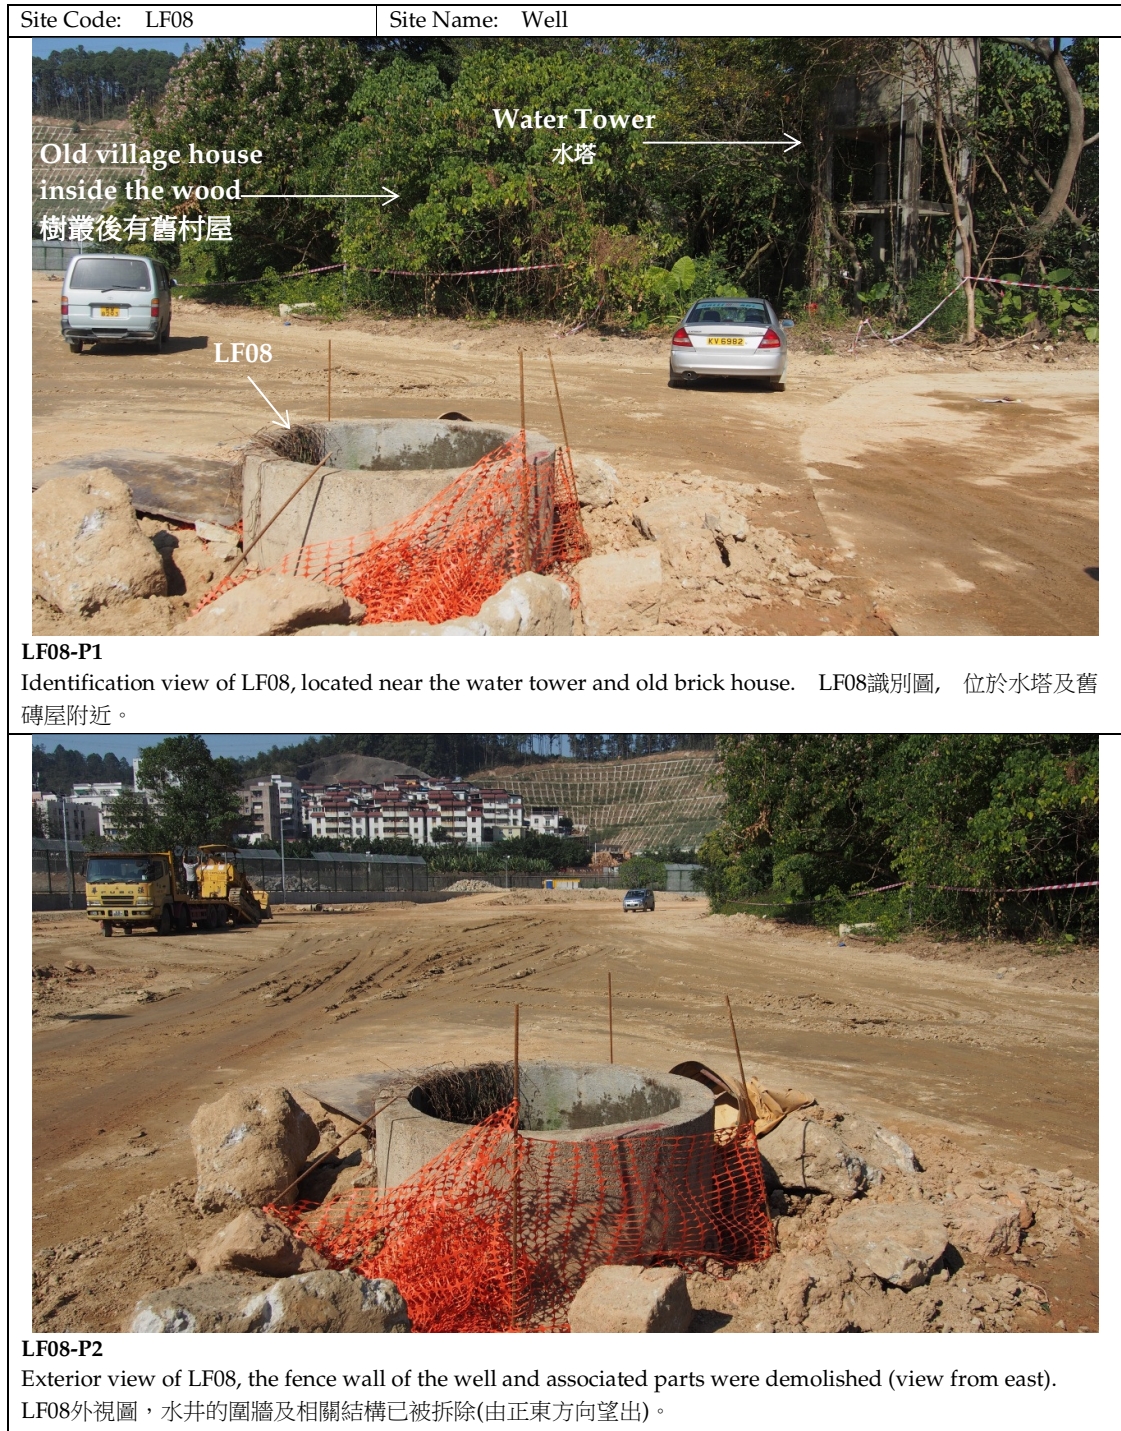 Site Code: LF08 Site Name: Well
Water Tower
水塔
Old village house
inside the wood
樹叢後有舊村屋
KV 6982
LF08
LF08-P1
Identification view of LF08, located near the water tower and old brick house. LF08識別圖, 位於水塔及舊
磚屋附近。
LF08-P2
Exterior view of LF08, the fence wall of the well and associated parts were demolished (view from east).
LF08外視圖，水井的圍牆及相關結構已被拆除(由正東方向望出)。